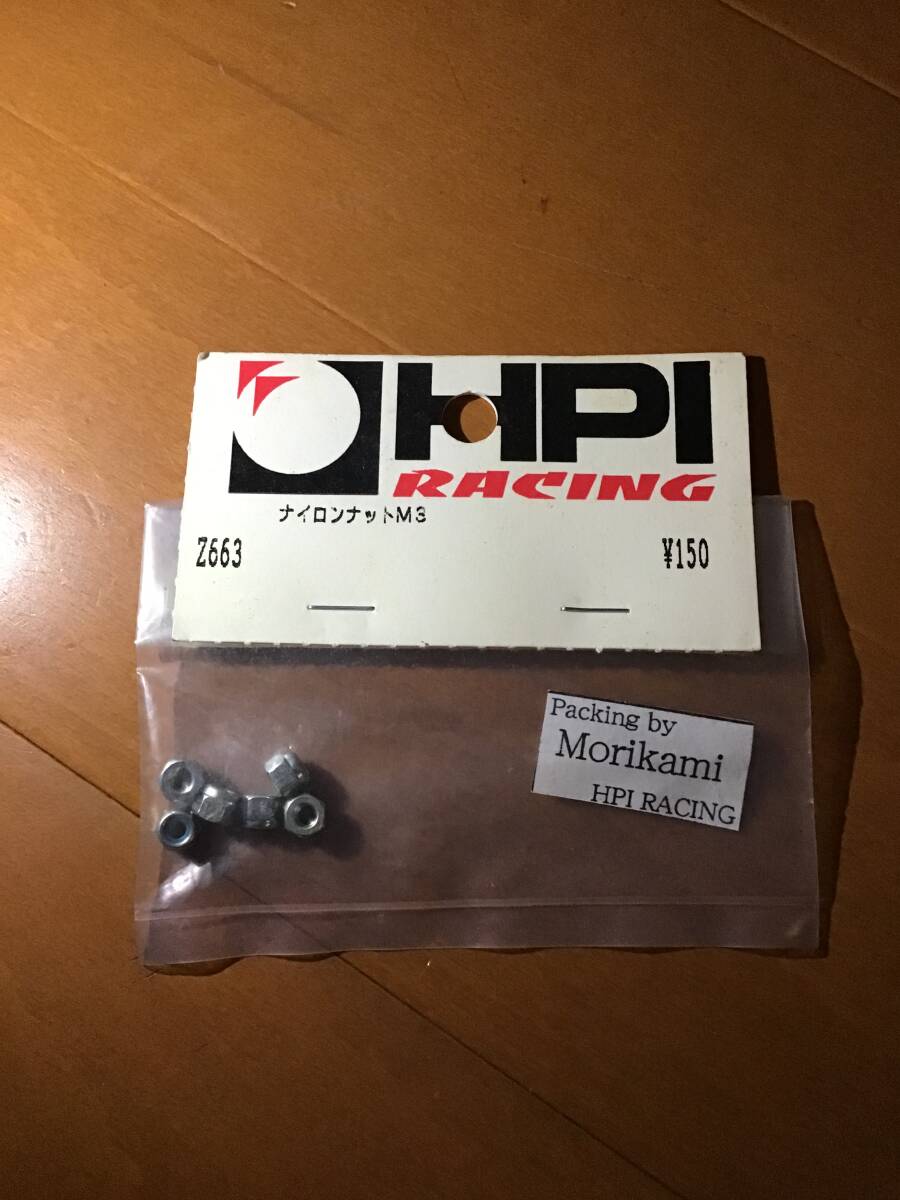 HPI
RACING
ナイロンナットM3
Z663
¥150
Packing by
Morikami
HPI RACING